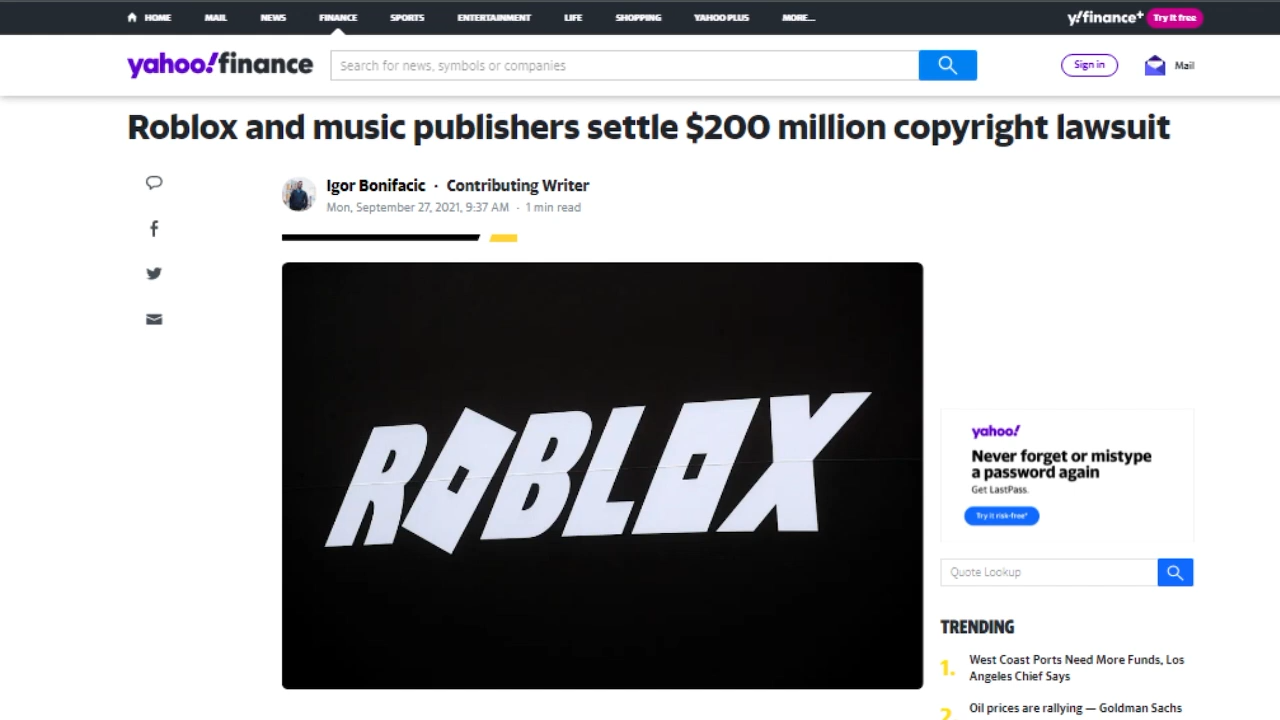 HOME MAIL NEWS FINANCE SPORTS ENTERTAINMENT LIFE SHOPPING YAHOO PLUS MORE...
y!finance+ Try it free
yahoo!finance
Search for news, symbols or companies
Sign in
Mail
Roblox and music publishers settle $200 million copyright lawsuit
Igor Bonifacic · Contributing Writer
Mon, September 27, 2021, 9:37 AM · 1 min read
ROBLOX
yahoo!
Never forget or mistype
a password again
Get LastPass.
Try it risk-free*
Quote Lookup
TRENDING
1. West Coast Ports Need More Funds, Los
Angeles Chief Says
2. Oil prices are rallying — Goldman Sachs